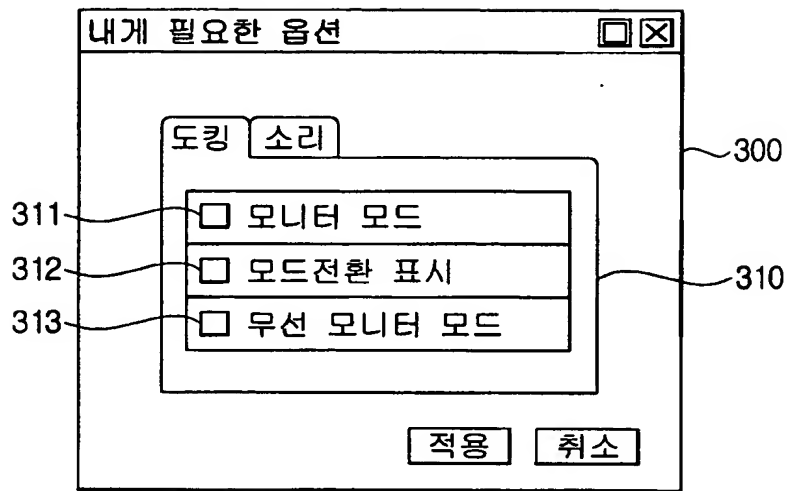 내게 필요한 옵션
도킹 소리
300
311 모니터 모드
312 모드전환 표시
310
313 무선 모니터 모드
적용 취소